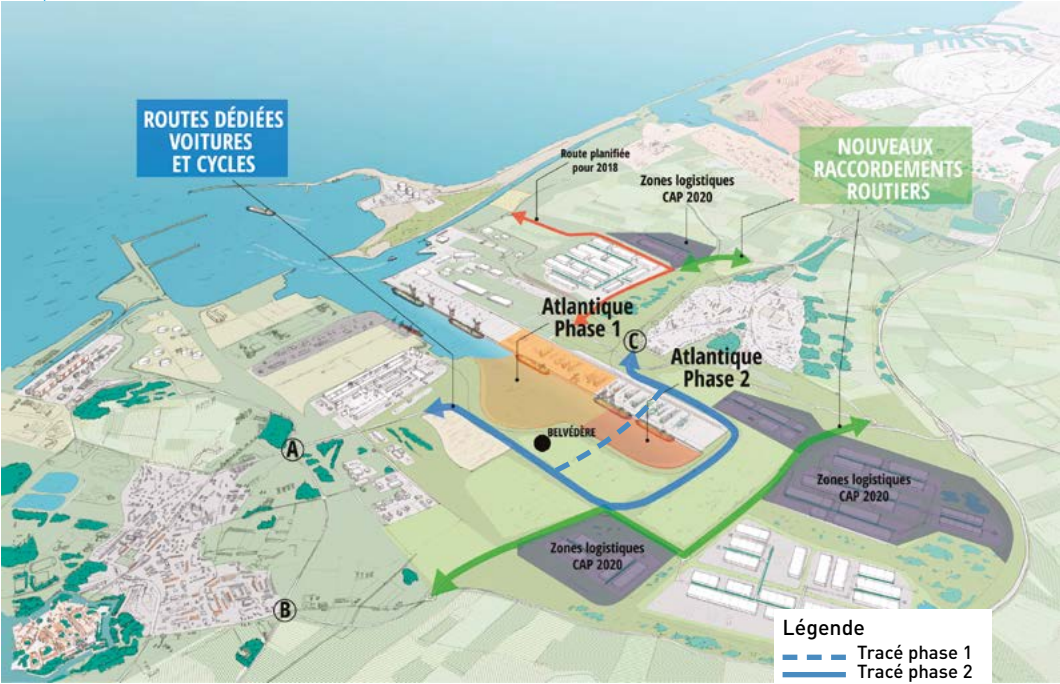 ROUTES DÉDIÉES
VOITURES
ET CYCLES
NOUVEAUX
RACCORDEMENTS
ROUTIERS
Route planifiée
pour 2018
Zones logistiques
CAP 2020
Atlantique
Phase 1
C
Atlantique
Phase 2
BELVÉDÈRE
A
Zones logistiques
CAP 2020
Zones logistiques
CAP 2020
B
Légende
Tracé phase 1
Tracé phase 2